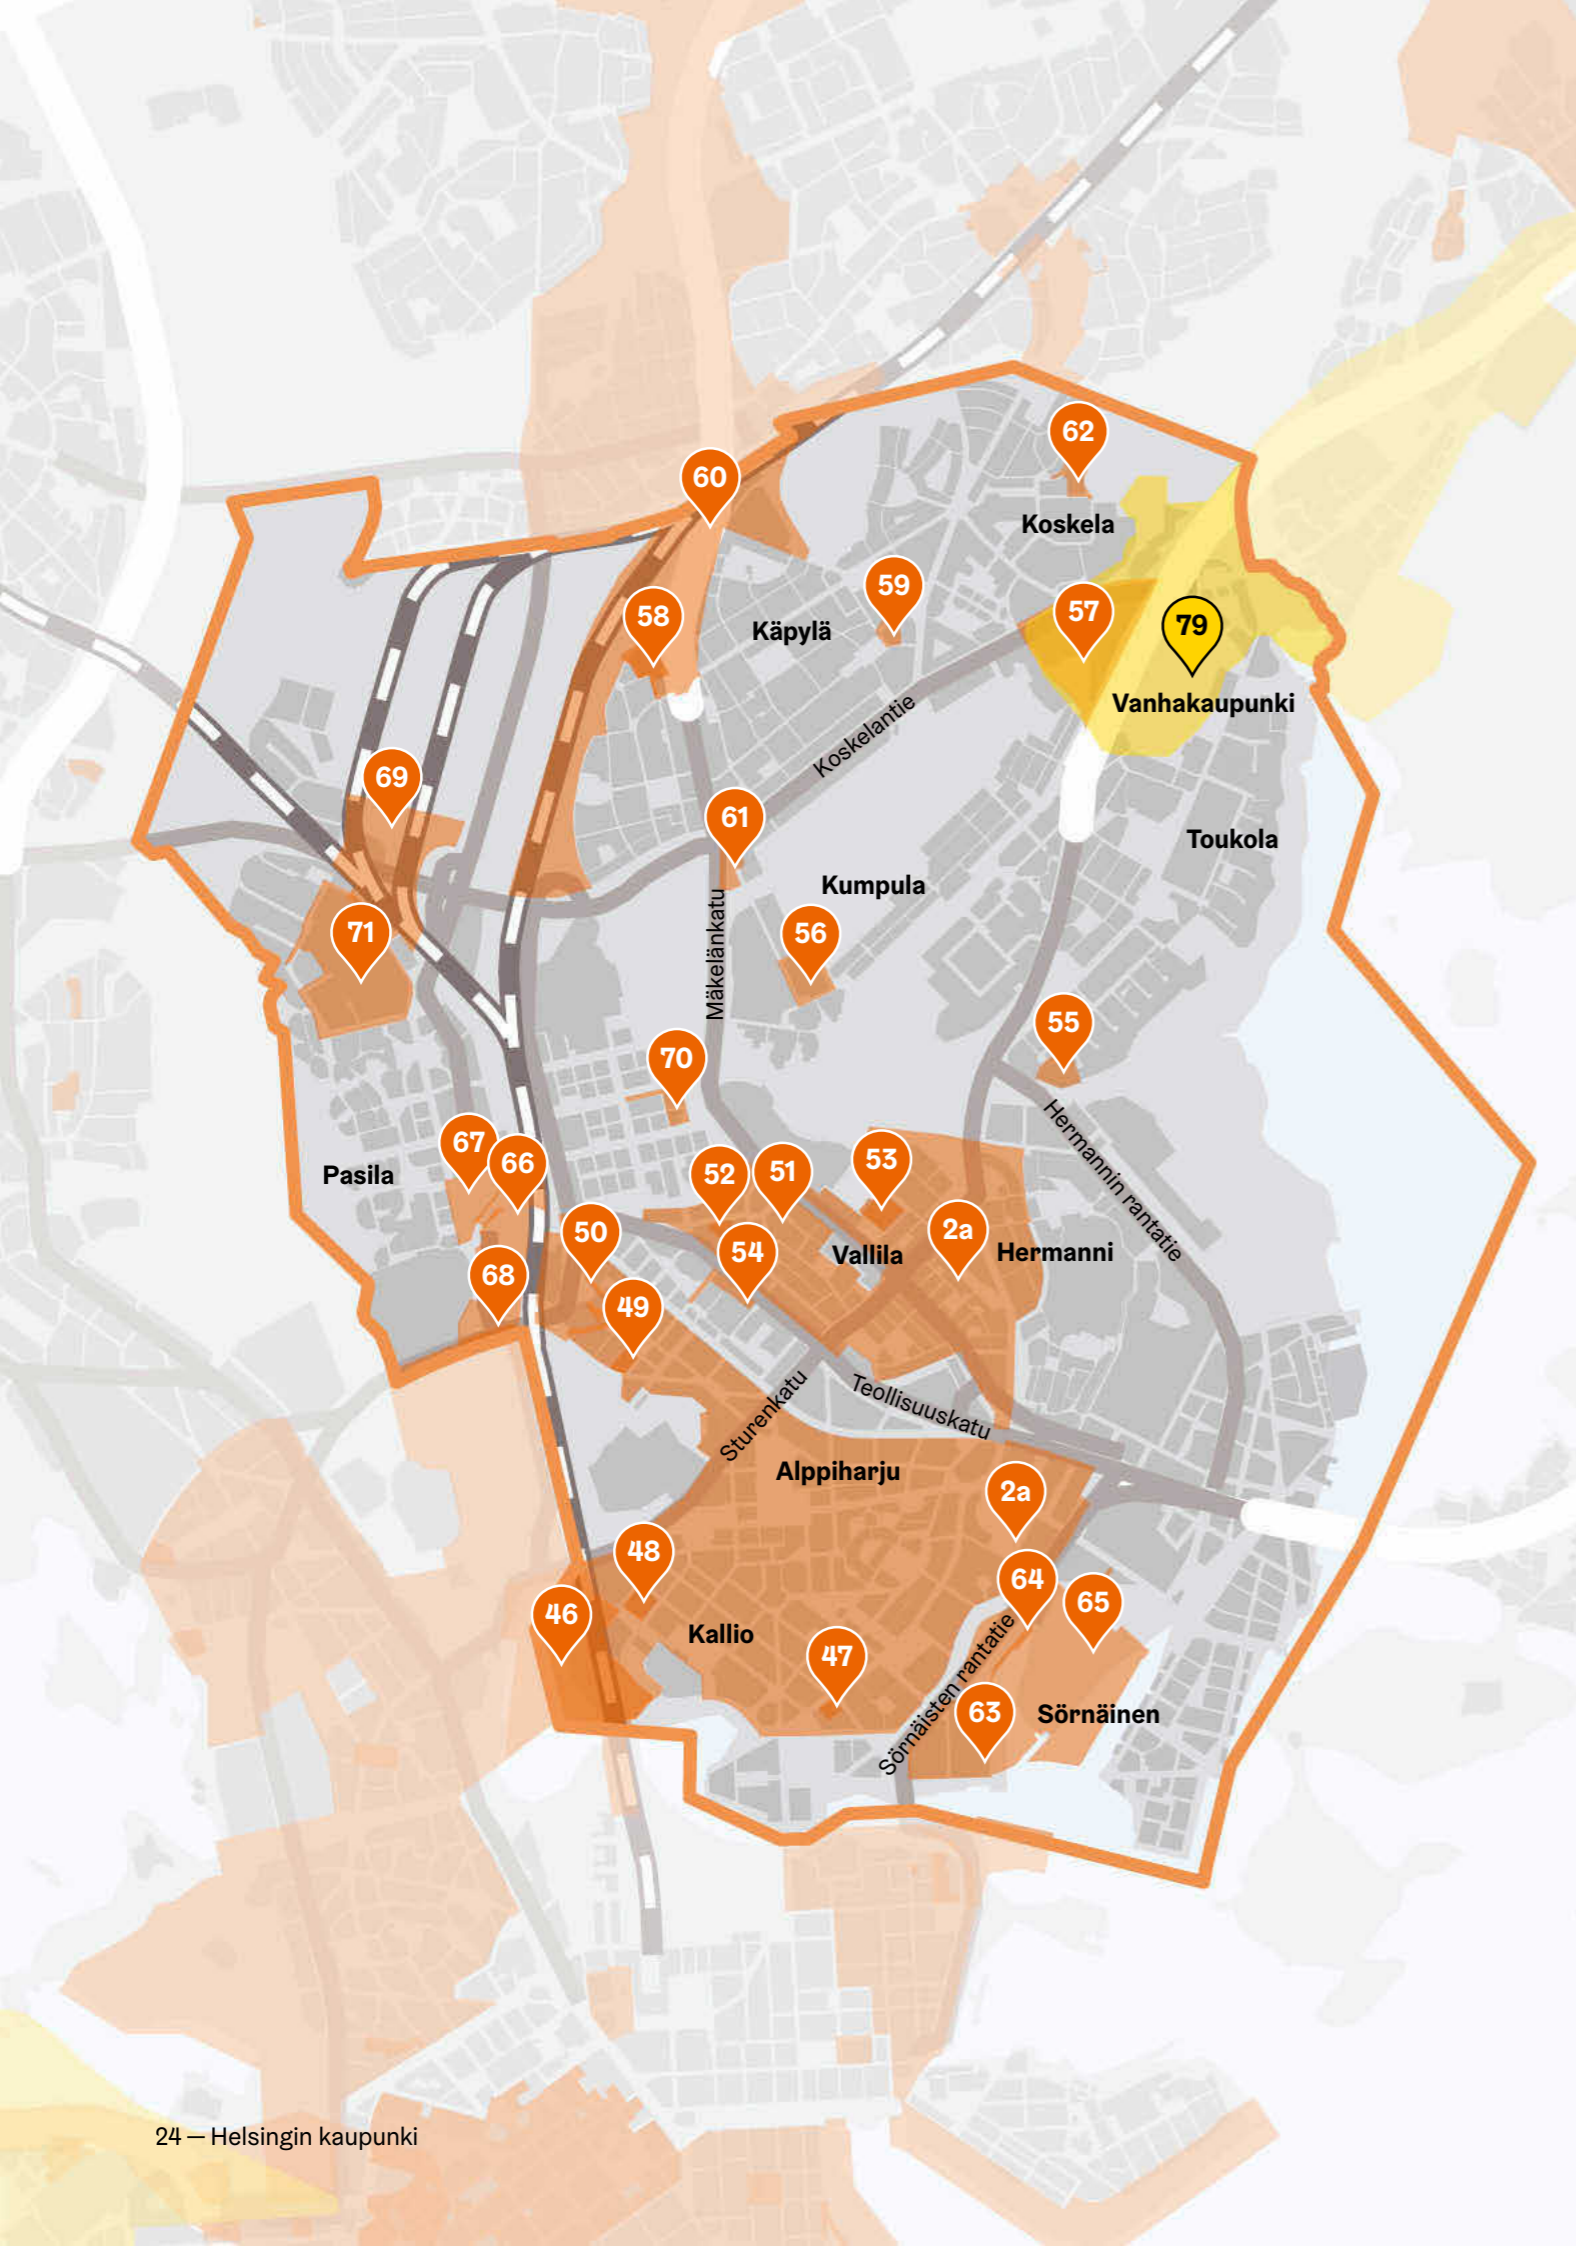 62
60
Koskela
59
57
58
79
Käpylä
Vanhakaupunki
Koskelantie
69
61
Toukola
Kumpula
71
56
Mäkelänkatu
55
70
Hermannin rantatie
67
66
Pasila
52
51
53
50
2a
54
Vallila
Hermanni
68
49
Sturenkatu
Teollisuuskatu
Alppiharju
2a
48
64
65
46
Kallio
47
Sörnäisten rantatie
63
Sörnäinen
24 — Helsingin kaupunki